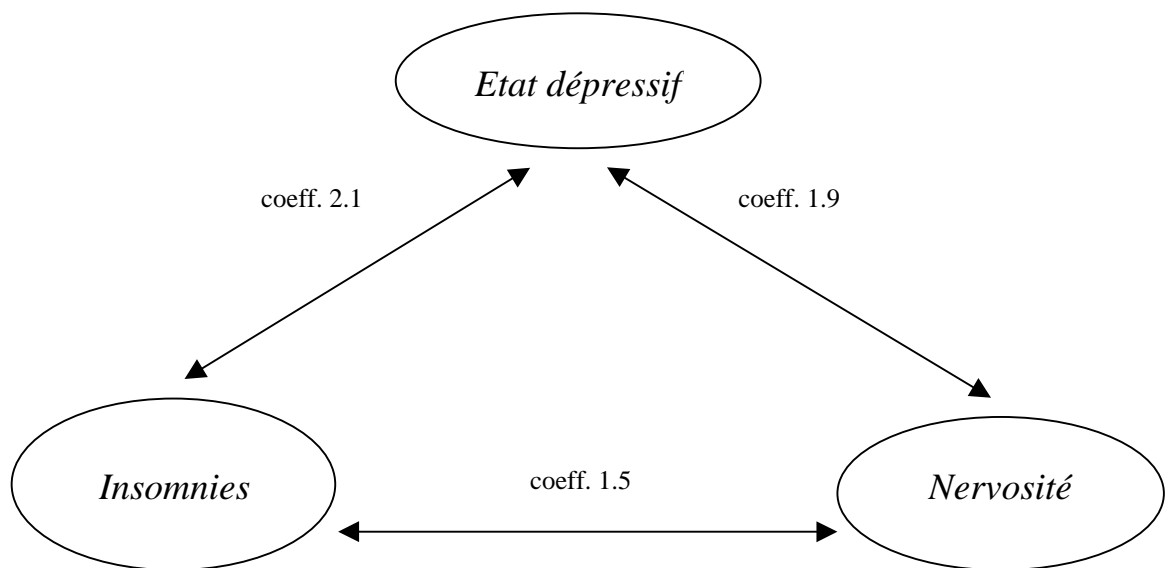 Etat dépressif
coeff. 2.1
coeff. 1.9
coeff. 1.5
Insomnies
Nervosité